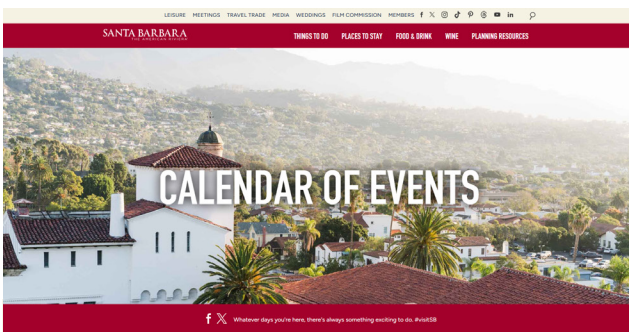 LEISURE MEETINGS TRAVEL TRADE MEDIA WEDDINGS FILM COMMISSION MEMBERS
SANTA BARBARA
THE AMERICAN RIVIERA
THINGS TO DO PLACES TO STAY FOOD & DRINK WINE PLANNING RESOURCES
CALENDAR OF EVENTS
Whatever days you're here, there's always something exciting to do. #visitSB